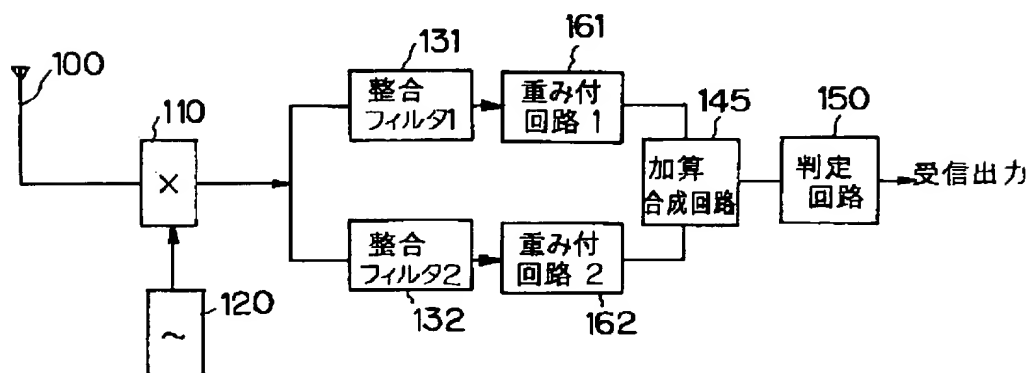 100
110
×
120
~
131
整合
フィルタ1
161
重み付
回路 1
整合
フィルタ2
132
重み付
回路 2
162
145
加算
合成回路
150
判定
回路
受信出力